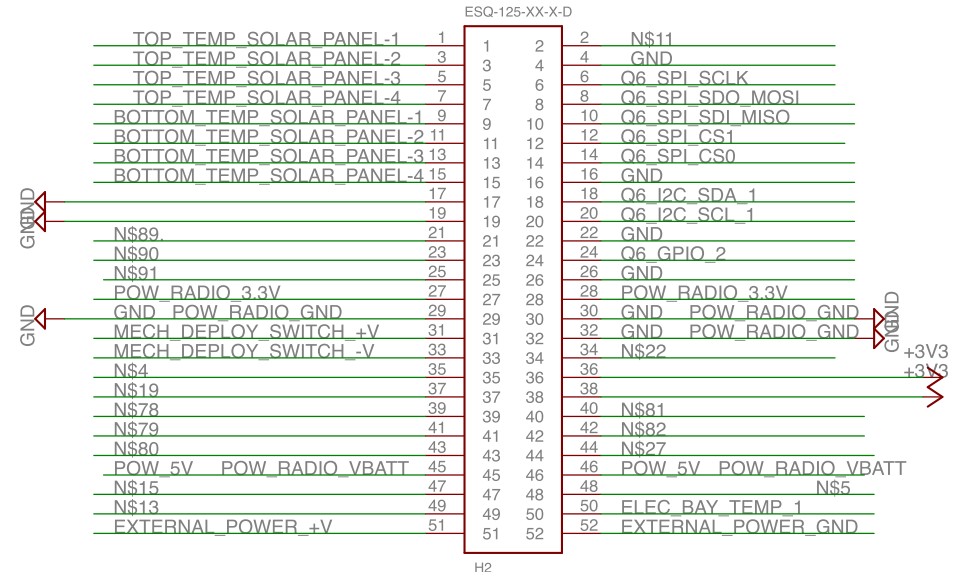 ESQ-125-XX-X-D
TOP_TEMP_SOLAR_PANEL-1 1 1 2 2 N$11
TOP_TEMP_SOLAR_PANEL-2 3 3 4 4 GND
TOP_TEMP_SOLAR_PANEL-3 5 5 6 6 Q6_SPI_SCLK
TOP_TEMP_SOLAR_PANEL-4 7 7 8 8 Q6_SPI_SDO_MOSI
BOTTOM_TEMP_SOLAR_PANEL-1 9 9 10 10 Q6_SPI_SDI_MISO
BOTTOM_TEMP_SOLAR_PANEL-2 11 11 12 12 Q6_SPI_CS1
BOTTOM_TEMP_SOLAR_PANEL-3 13 13 14 14 Q6_SPI_CS0
BOTTOM_TEMP_SOLAR_PANEL-4 15 15 16 16 GND
GND 17 17 18 18 Q6_I2C_SDA_1
GND 19 19 20 20 Q6_I2C_SCL_1
N$89. 21 21 22 22 GND
N$90 23 23 24 24 Q6_GPIO_2
N$91 25 25 26 26 GND
POW_RADIO_3.3V 27 27 28 28 POW_RADIO_3.3V
GND GND POW_RADIO_GND 29 29 30 30 GND POW_RADIO_GND GND
MECH_DEPLOY_SWITCH_+V 31 31 32 32 GND POW_RADIO_GND GND
MECH_DEPLOY_SWITCH_-V 33 33 34 34 N$22
N$4 35 35 36 36 +3V3
N$19 37 37 38 38 +3V3
N$78 39 39 40 40 N$81
N$79 41 41 42 42 N$82
N$80 43 43 44 44 N$27
POW_5V POW_RADIO_VBATT 45 45 46 46 POW_5V POW_RADIO_VBATT
N$15 47 47 48 48 N$5
N$13 49 49 50 50 ELEC_BAY_TEMP_1
EXTERNAL_POWER_+V 51 51 52 52 EXTERNAL_POWER_GND
H2